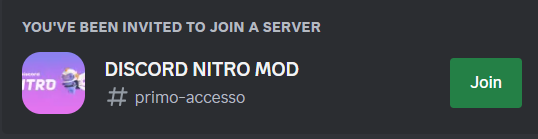 YOU'VE BEEN INVITED TO JOIN A SERVER
DISCORD NITRO MOD
# primo-accesso
Join